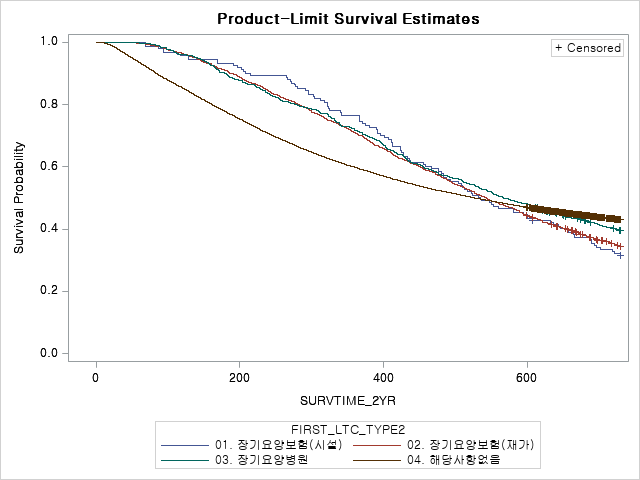 Product-Limit Survival Estimates
+ Censored
1.0
0.8
0.6
0.4
0.2
0.0
Survival Probability
0 200 400 600
SURVTIME_2YR
FIRST_LTC_TYPE2
01. 장기요양보험(시설) 02. 장기요양보험(재가)
03. 장기요양병원 04. 해당사항없음